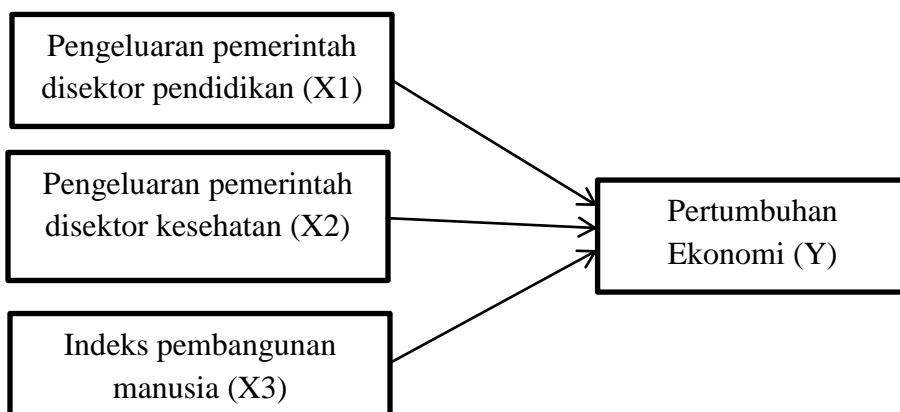 Pengeluaran pemerintah
disektor pendidikan (X1)
Pengeluaran pemerintah
disektor kesehatan (X2)
Pertumbuhan
Ekonomi (Y)
Indeks pembangunan
manusia (X3)